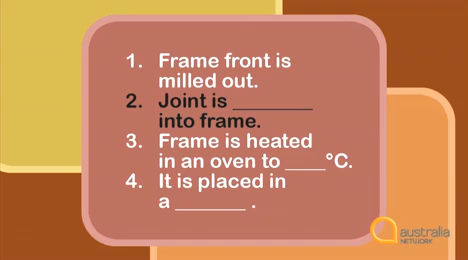 1. Frame front is
milled out.
2. Joint is ________
into frame.
3. Frame is heated
in an oven to ____°C.
4. It is placed in
a _______ .
australia
NETWORK